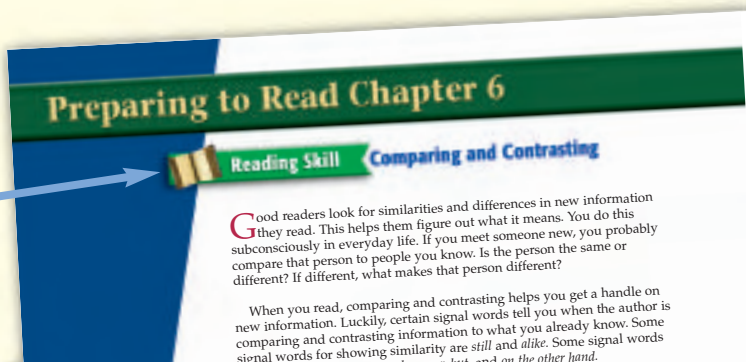 Preparing to Read Chapter 6
Reading Skill Comparing and Contrasting
Good readers look for similarities and differences in new information
they read. This helps them figure out what it means. You do this
subconsciously in everyday life. If you meet someone new, you probably
compare that person to people you know. Is the person the same or
different? If different, what makes that person different?
When you read, comparing and contrasting helps you get a handle on
new information. Luckily, certain signal words tell you when the author is
comparing and contrasting information to what you already know. Some
signal words for showing similarity are still and alike. Some signal words
but, and on the other hand.